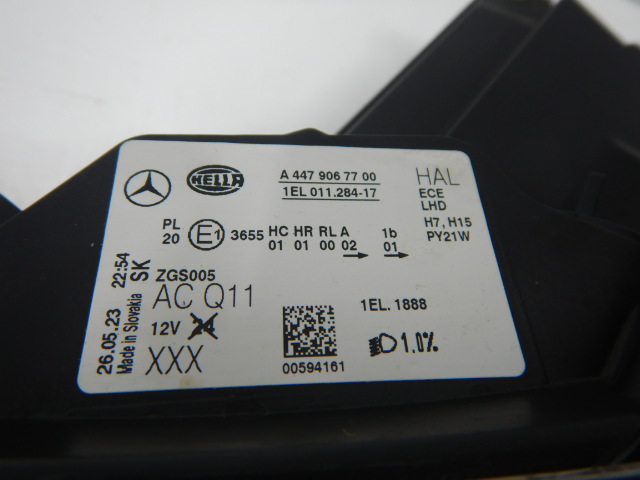 HELLA
A 447 906 77 00
1EL 011.284-17
HAL
ECE
LHD
H7, H15
PY21W
PL
20
E1 3655
HC HR RL A 1b
01 01 00 02 01
26.05.23 22:54
Made in Slovakia SK
ZGS005
AC Q11
12V
XXX
00594161
1EL. 1888
1.0%